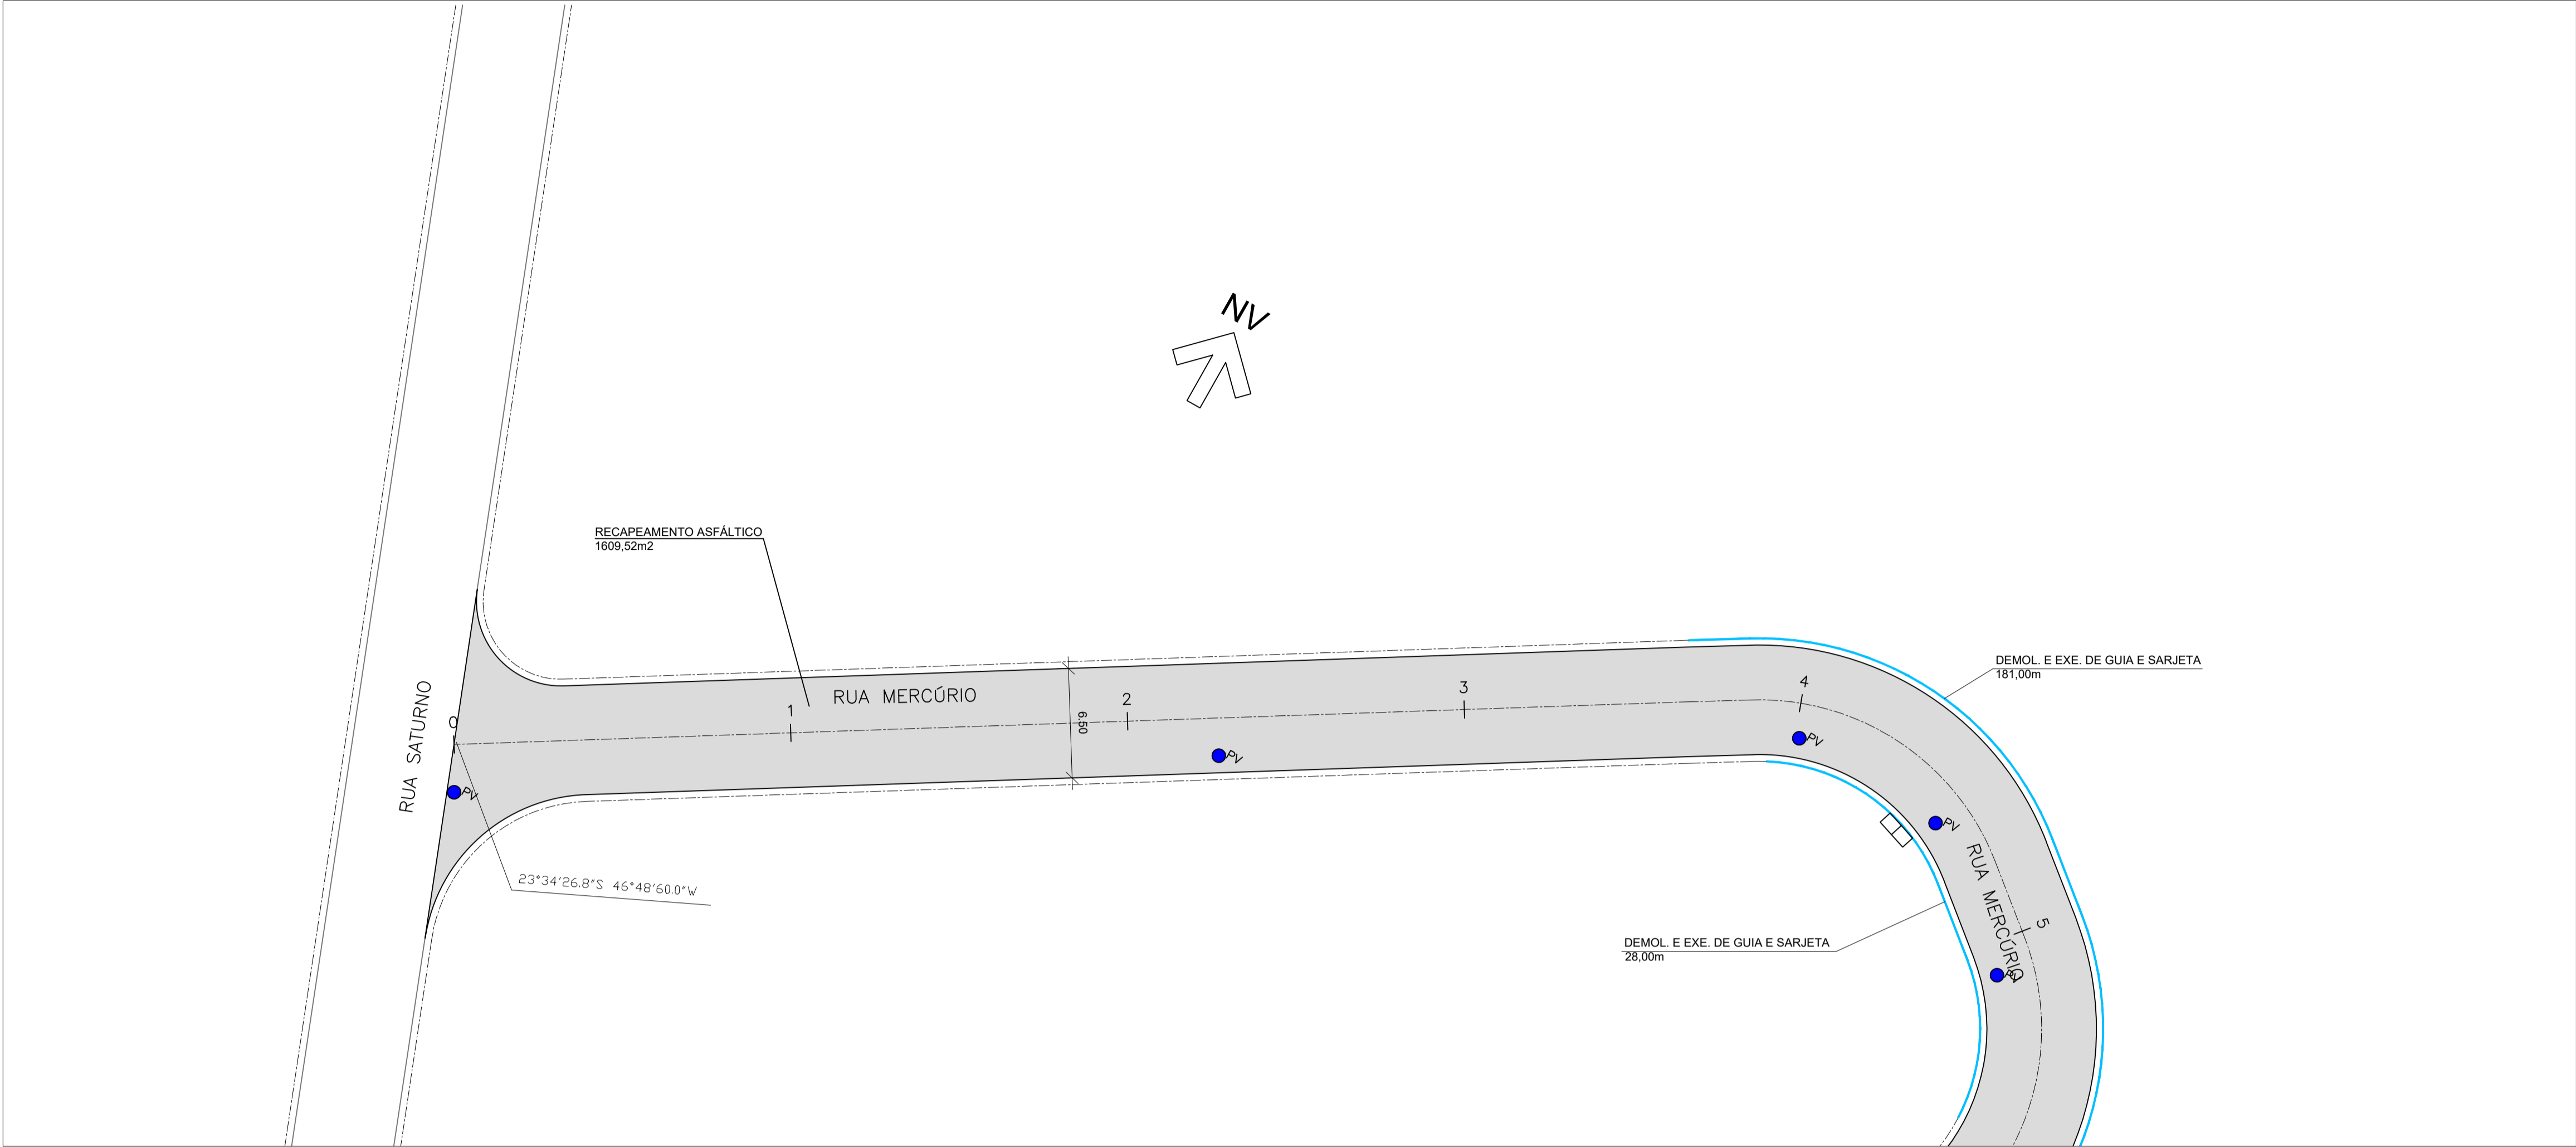 NV
RECAPEAMENTO ASFÁLTICO
1609,52m2
DEMOL. E EXE. DE GUIA E SARJETA
181,00m
RUA SATURNO
0
1
RUA MERCÚRIO
6.50
2
3
4
PV
PV
PV
PV
RUA MERCÚRIO
5
PV
23°34'26.8"S 46°48'60.0"W
DEMOL. E EXE. DE GUIA E SARJETA
28,00m